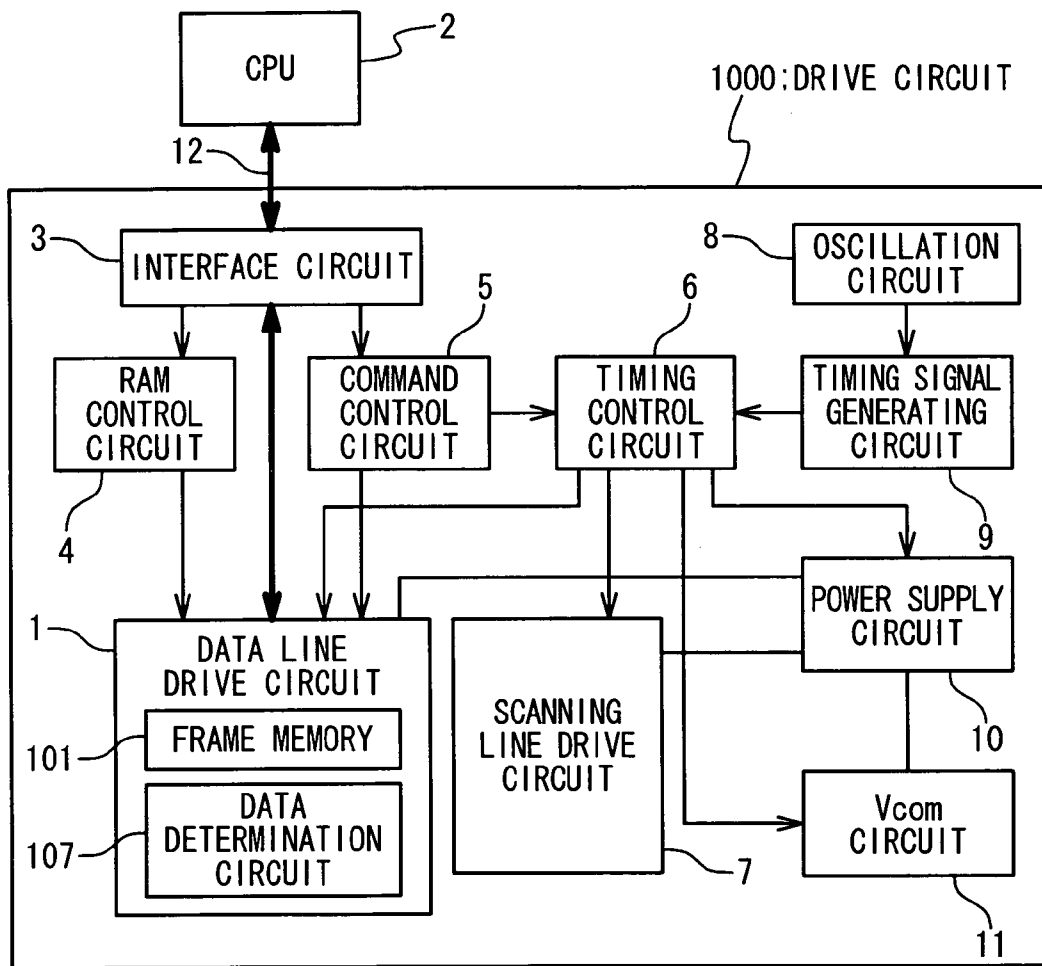 2
CPU
1000:DRIVE CIRCUIT
12
3
INTERFACE CIRCUIT
8
OSCILLATION
CIRCUIT
5
6
RAM
CONTROL
CIRCUIT
COMMAND
CONTROL
CIRCUIT
TIMING
CONTROL
CIRCUIT
TIMING SIGNAL
GENERATING
CIRCUIT
4
9
1
DATA LINE
DRIVE CIRCUIT
POWER SUPPLY
CIRCUIT
101
FRAME MEMORY
SCANNING
LINE DRIVE
CIRCUIT
10
107
DATA
DETERMINATION
CIRCUIT
Vcom
CIRCUIT
7
11